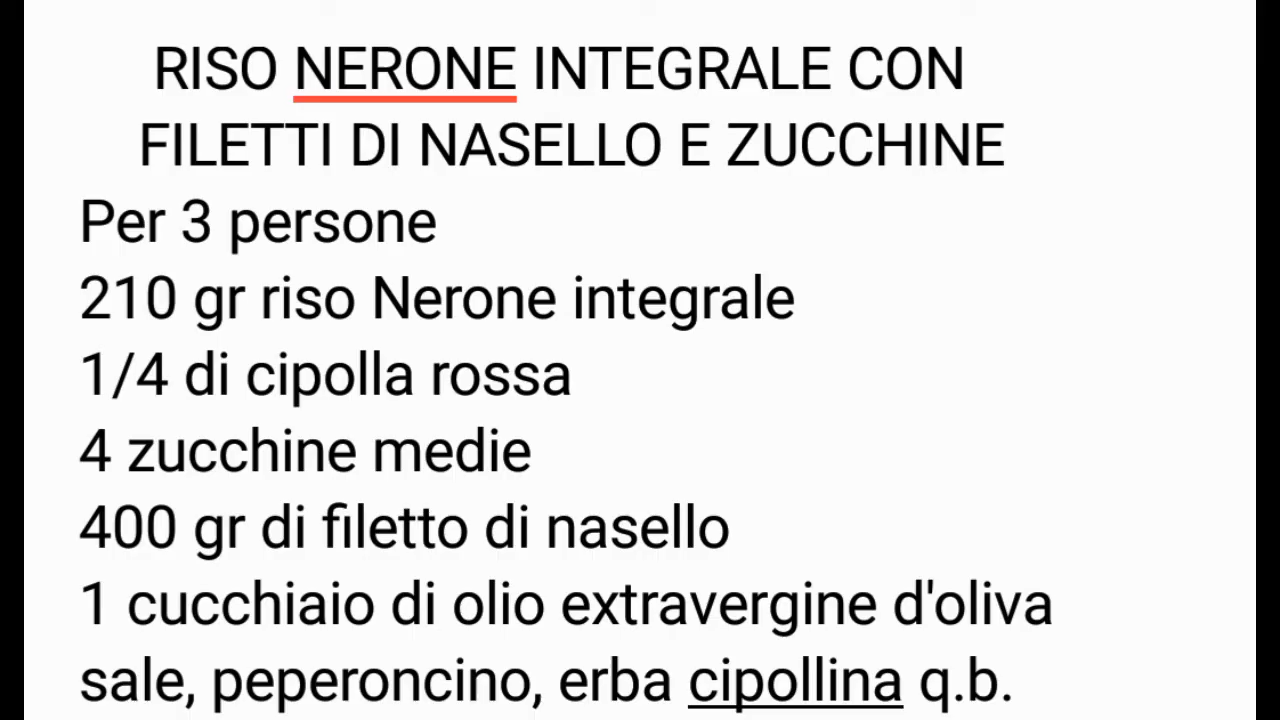 RISO NERONE INTEGRALE CON
FILETTI DI NASELLO E ZUCCHINE
Per 3 persone
210 gr riso Nerone integrale
1/4 di cipolla rossa
4 zucchine medie
400 gr di filetto di nasello
1 cucchiaio di olio extravergine d'oliva
sale, peperoncino, erba cipollina q.b.